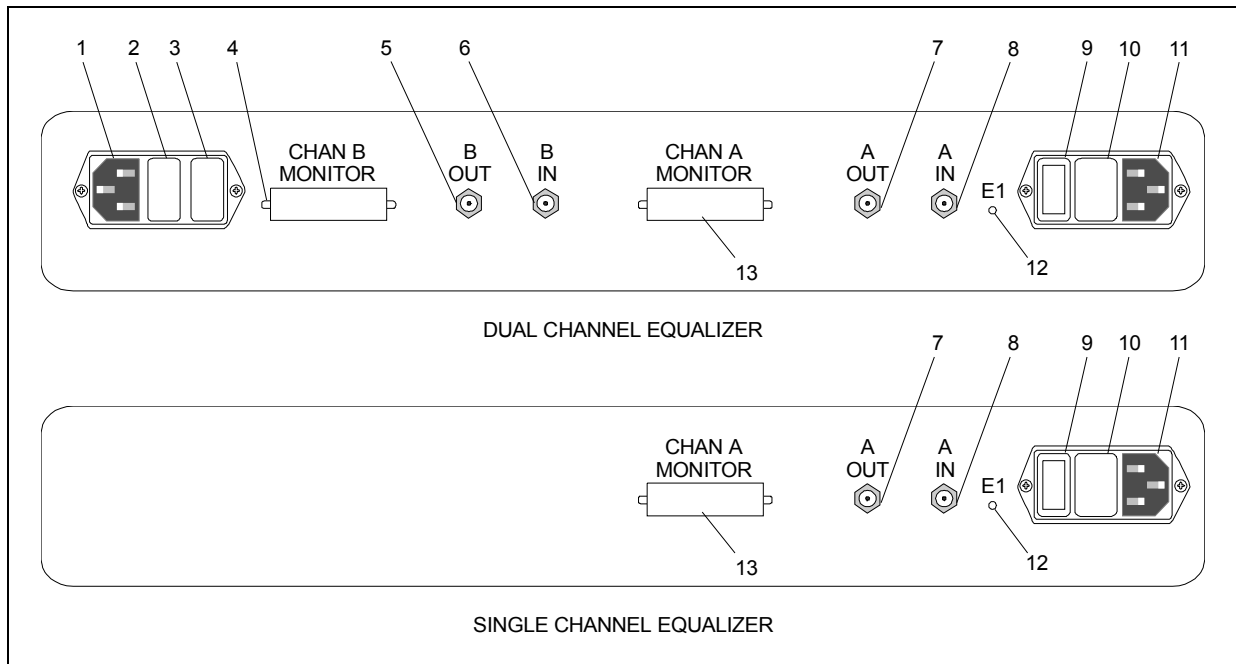 1 2 3 4 5 6 7 8 9 10 11
CHAN B
MONITOR
B
OUT
B
IN
CHAN A
MONITOR
A
OUT
A
IN
E1
13
12
DUAL CHANNEL EQUALIZER
7 8 9 10 11
CHAN A
MONITOR
A
OUT
A
IN
E1
13
12
SINGLE CHANNEL EQUALIZER